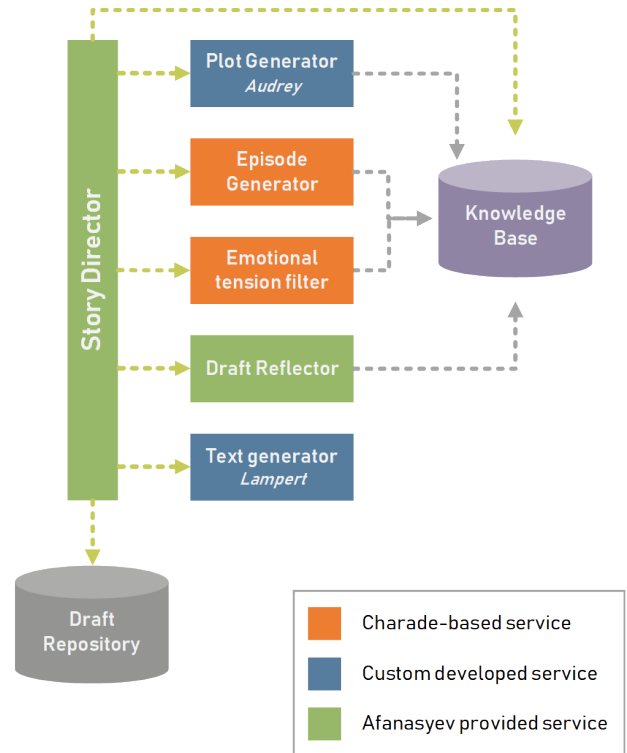 Plot Generator
Audrey
Episode
Generator
Emotional
tension filter
Draft Reflector
Text generator
Lampert
Story Director
Knowledge
Base
Draft
Repository
Charade-based service
Custom developed service
Afanasyev provided service